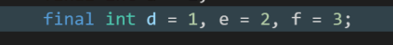 final int d = 1, e = 2, f = 3;